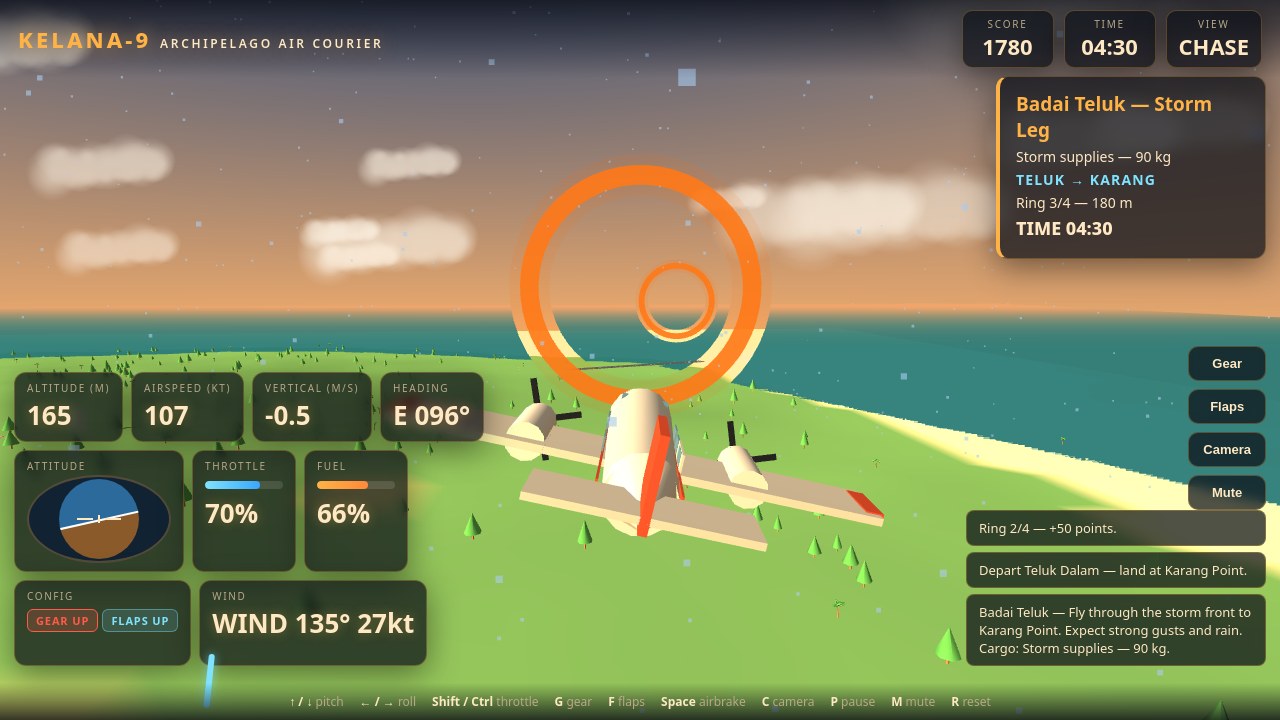 KELANA-9 ARCHIPELAGO AIR COURIER
SCORE
1780
TIME
04:30
VIEW
CHASE
Badai Teluk — Storm
Leg
Storm supplies — 90 kg
TELUK → KARANG
Ring 3/4 — 180 m
TIME 04:30
ALTITUDE (M)
165
AIRSPEED (KT)
107
VERTICAL (M/S)
-0.5
HEADING
E 096°
ATTITUDE
THROTTLE
70%
FUEL
66%
CONFIG
GEAR UP
FLAPS UP
WIND
WIND 135° 27kt
Gear
Flaps
Camera
Mute
Ring 2/4 — +50 points.
Depart Teluk Dalam — land at Karang Point.
Badai Teluk — Fly through the storm front to
Karang Point. Expect strong gusts and rain.
Cargo: Storm supplies — 90 kg.
↑ / ↓ pitch ← / → roll Shift / Ctrl throttle G gear F flaps Space airbrake C camera P pause M mute R reset